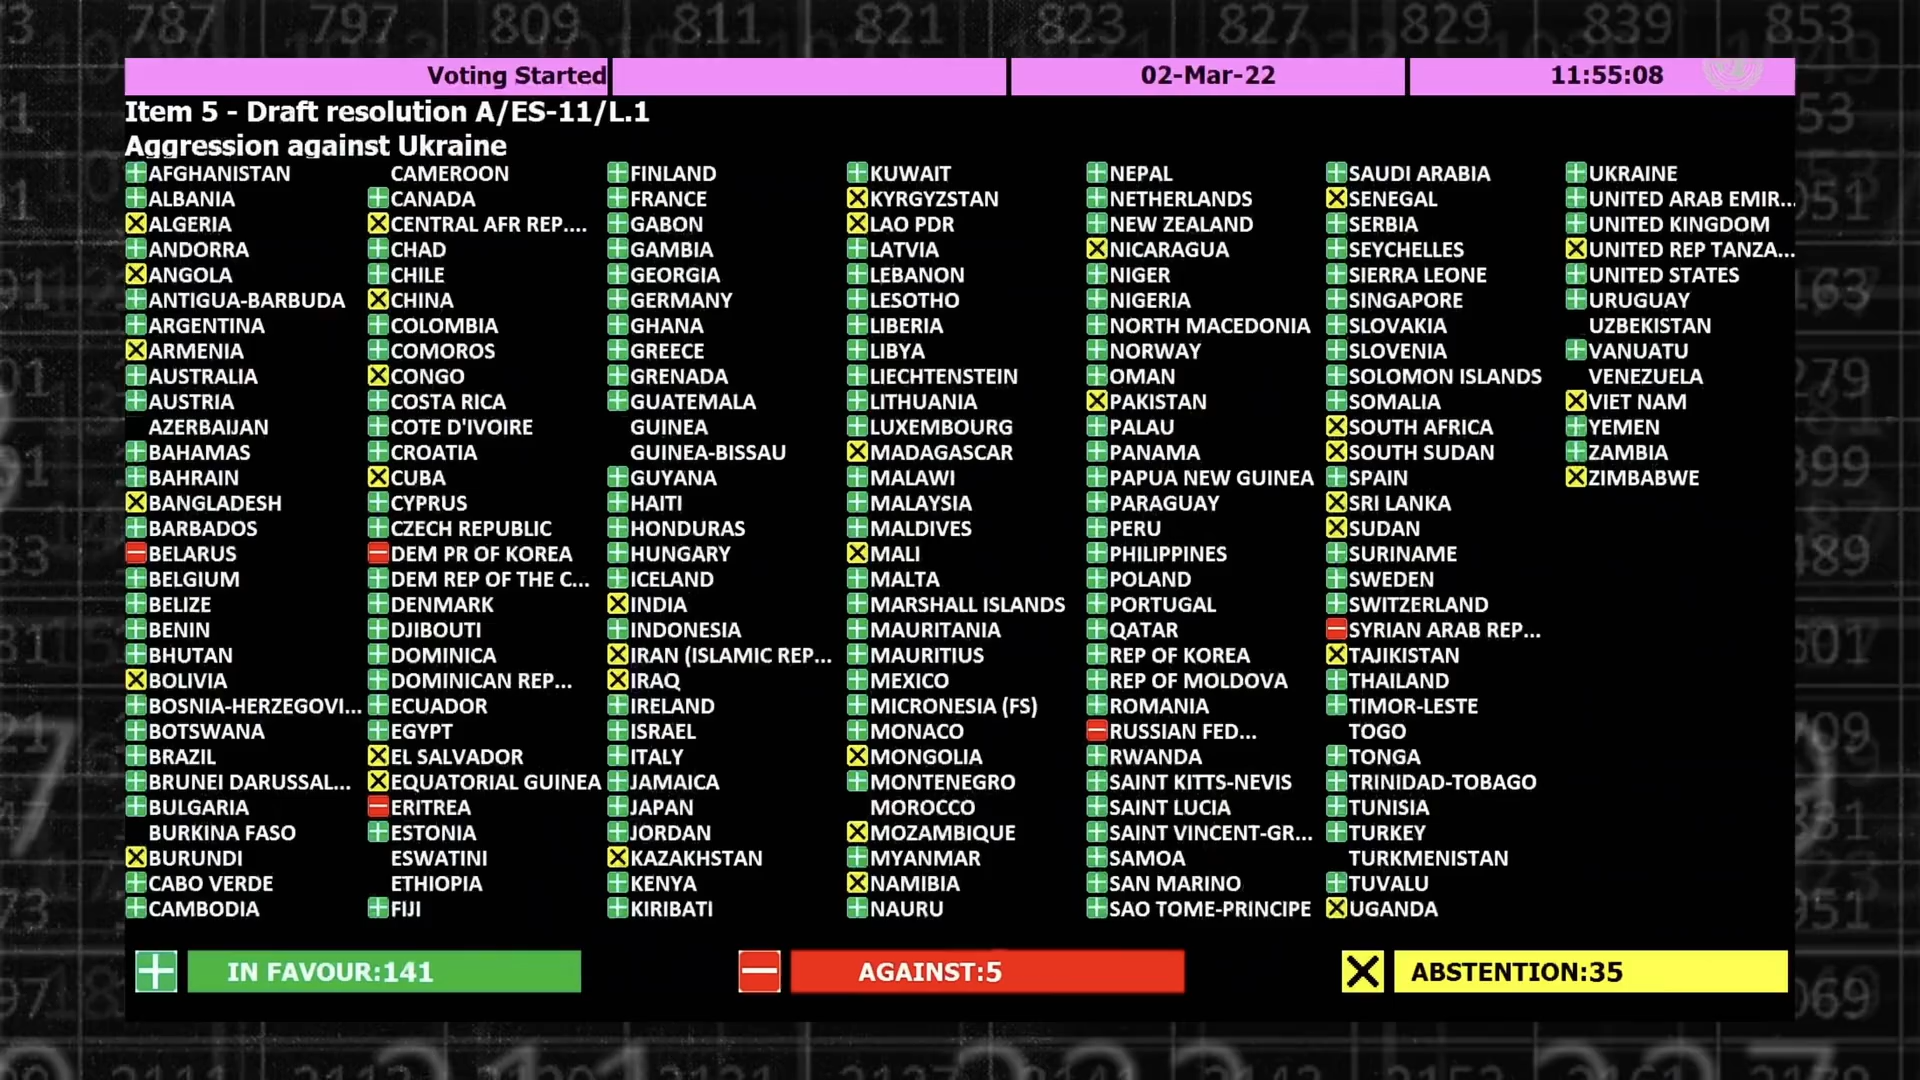 787 797 809 811 821 823 827 829 839 853
Voting Started 02-Mar-22 11:55:08
Item 5 - Draft resolution A/ES-11/L.1
Aggression against Ukraine
AFGHANISTAN CAMEROON FINLAND KUWAIT NEPAL SAUDI ARABIA UKRAINE
ALBANIA CANADA FRANCE KYRGYZSTAN NETHERLANDS SENEGAL UNITED ARAB EMIR...
ALGERIA CENTRAL AFR REP.... GABON LAO PDR NEW ZEALAND SERBIA UNITED KINGDOM
ANDORRA CHAD GAMBIA LATVIA NICARAGUA SEYCHELLES UNITED REP TANZA...
ANGOLA CHILE GEORGIA LEBANON NIGER SIERRA LEONE UNITED STATES
ANTIGUA-BARBUDA CHINA GERMANY LESOTHO NIGERIA SINGAPORE URUGUAY
ARGENTINA COLOMBIA GHANA LIBERIA NORTH MACEDONIA SLOVAKIA UZBEKISTAN
ARMENIA COMOROS GREECE LIBYA NORWAY SLOVENIA VANUATU
AUSTRALIA CONGO GRENADA LIECHTENSTEIN OMAN SOLOMON ISLANDS VENEZUELA
AUSTRIA COSTA RICA GUATEMALA LITHUANIA PAKISTAN SOMALIA VIET NAM
AZERBAIJAN COTE D'IVOIRE GUINEA LUXEMBOURG PALAU SOUTH AFRICA YEMEN
BAHAMAS CROATIA GUINEA-BISSAU MADAGASCAR PANAMA SOUTH SUDAN ZAMBIA
BAHRAIN CUBA GUYANA MALAWI PAPUA NEW GUINEA SPAIN ZIMBABWE
BANGLADESH CYPRUS HAITI MALAYSIA PARAGUAY SRI LANKA
BARBADOS CZECH REPUBLIC HONDURAS MALDIVES PERU SUDAN
BELARUS DEM PR OF KOREA HUNGARY MALI PHILIPPINES SURINAME
BELGIUM DEM REP OF THE C... ICELAND MALTA POLAND SWEDEN
BELIZE DENMARK INDIA MARSHALL ISLANDS PORTUGAL SWITZERLAND
BENIN DJIBOUTI INDONESIA MAURITANIA QATAR SYRIAN ARAB REP...
BHUTAN DOMINICA IRAN (ISLAMIC REP... MAURITIUS REP OF KOREA TAJIKISTAN
BOLIVIA DOMINICAN REP... IRAQ MEXICO REP OF MOLDOVA THAILAND
BOSNIA-HERZEGOVI... ECUADOR IRELAND MICRONESIA (FS) ROMANIA TIMOR-LESTE
BOTSWANA EGYPT ISRAEL MONACO RUSSIAN FED... TOGO
BRAZIL EL SALVADOR ITALY MONGOLIA RWANDA TONGA
BRUNEI DARUSSAL... EQUATORIAL GUINEA JAMAICA MONTENEGRO SAINT KITTS-NEVIS TRINIDAD-TOBAGO
BULGARIA ERITREA JAPAN MOROCCO SAINT LUCIA TUNISIA
BURKINA FASO ESTONIA JORDAN MOZAMBIQUE SAINT VINCENT-GR... TURKEY
BURUNDI ESWATINI KAZAKHSTAN MYANMAR SAMOA TURKMENISTAN
CABO VERDE ETHIOPIA KENYA NAMIBIA SAN MARINO TUVALU
CAMBODIA FIJI KIRIBATI NAURU SAO TOME-PRINCIPE UGANDA
IN FAVOUR:141 AGAINST:5 ABSTENTION:35